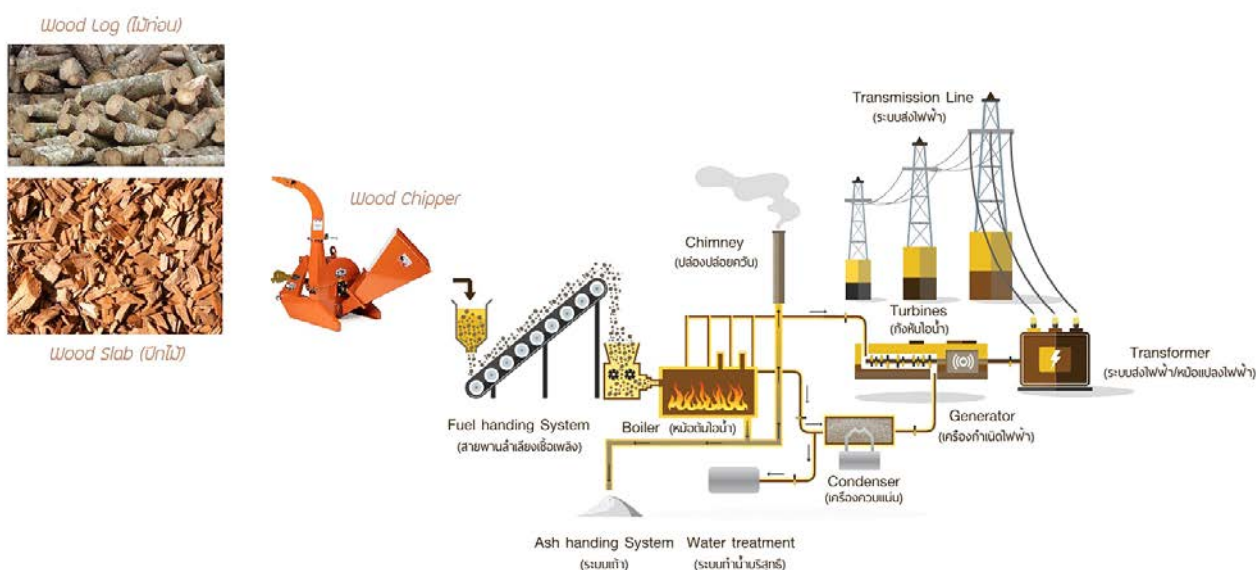 Wood Log (ไม้ท่อน)
Wood Slab (ปีกไม้)
Wood Chipper
Transmission Line
(ระบบส่งไฟฟ้า)
Chimney
(ปล่องปล่อยควัน)
Turbines
(กังหันไอน้ำ)
Transformer
(ระบบส่งไฟฟ้า/หม้อแปลงไฟฟ้า)
Fuel handing System
(สายพานลำเลียงเชื้อเพลิง)
Boiler (หม้อต้มไอน้ำ)
Generator
(เครื่องกำเนิดไฟฟ้า)
Condenser
(เครื่องควบแน่น)
Ash handing System
(ระบบเถ้า)
Water treatment
(ระบบทำน้ำบริสุทธิ์)